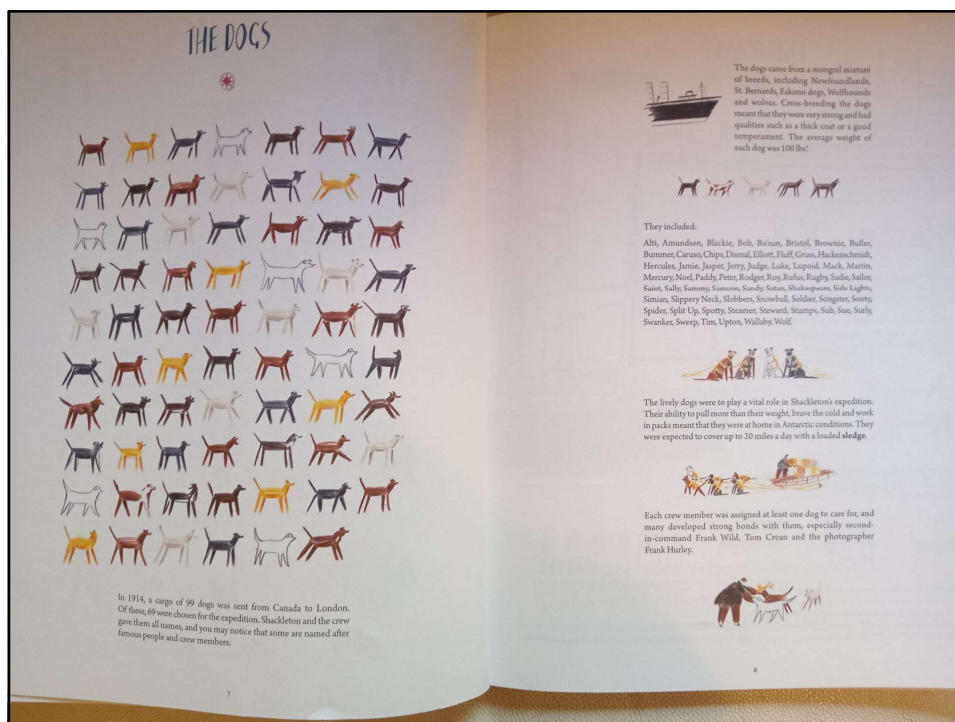 THE DOGS
In 1914, a cargo of 99 dogs was sent from Canada to London.
Of these, 69 were chosen for the expedition. Shackleton and the crew
gave them all names, and you may notice that some are named after
famous people and crew members.
7
The dogs came from a mongrel mixture
of breeds, including Newfoundlands,
St. Bernards, Eskimo dogs, Wolfhounds
and wolves. Cross-breeding the dogs
meant that they were very strong and had
qualities such as a thick coat or a good
temperament. The average weight of
each dog was 100 lbs!
They included:
Alti, Amundsen, Blackie, Bob, Bo'sun, Bristol, Brownie, Buller,
Bummer, Caruso, Chips, Dismal, Elliott, Fluff, Gruss, Hackenschmidt,
Hercules, Jamie, Jasper, Jerry, Judge, Luke, Lupoid, Mack, Martin,
Mercury, Noel, Paddy, Peter, Rodger, Roy, Rufus, Rugby, Sadie, Sailor,
Saint, Sally, Sammy, Samson, Sandy, Satan, Shakespeare, Side Lights,
Simian, Slippery Neck, Slobbers, Snowball, Soldier, Songster, Sooty,
Spider, Split Up, Spotty, Steamer, Steward, Stumps, Sub, Sue, Surly,
Swanker, Sweep, Tim, Upton, Wallaby, Wolf.
The lively dogs were to play a vital role in Shackleton's expedition.
Their ability to pull more than their weight, brave the cold and work
in packs meant that they were at home in Antarctic conditions. They
were expected to cover up to 20 miles a day with a loaded sledge.
Each crew member was assigned at least one dog to care for, and
many developed strong bonds with them, especially second-
in-command Frank Wild, Tom Crean and the photographer
Frank Hurley.
8